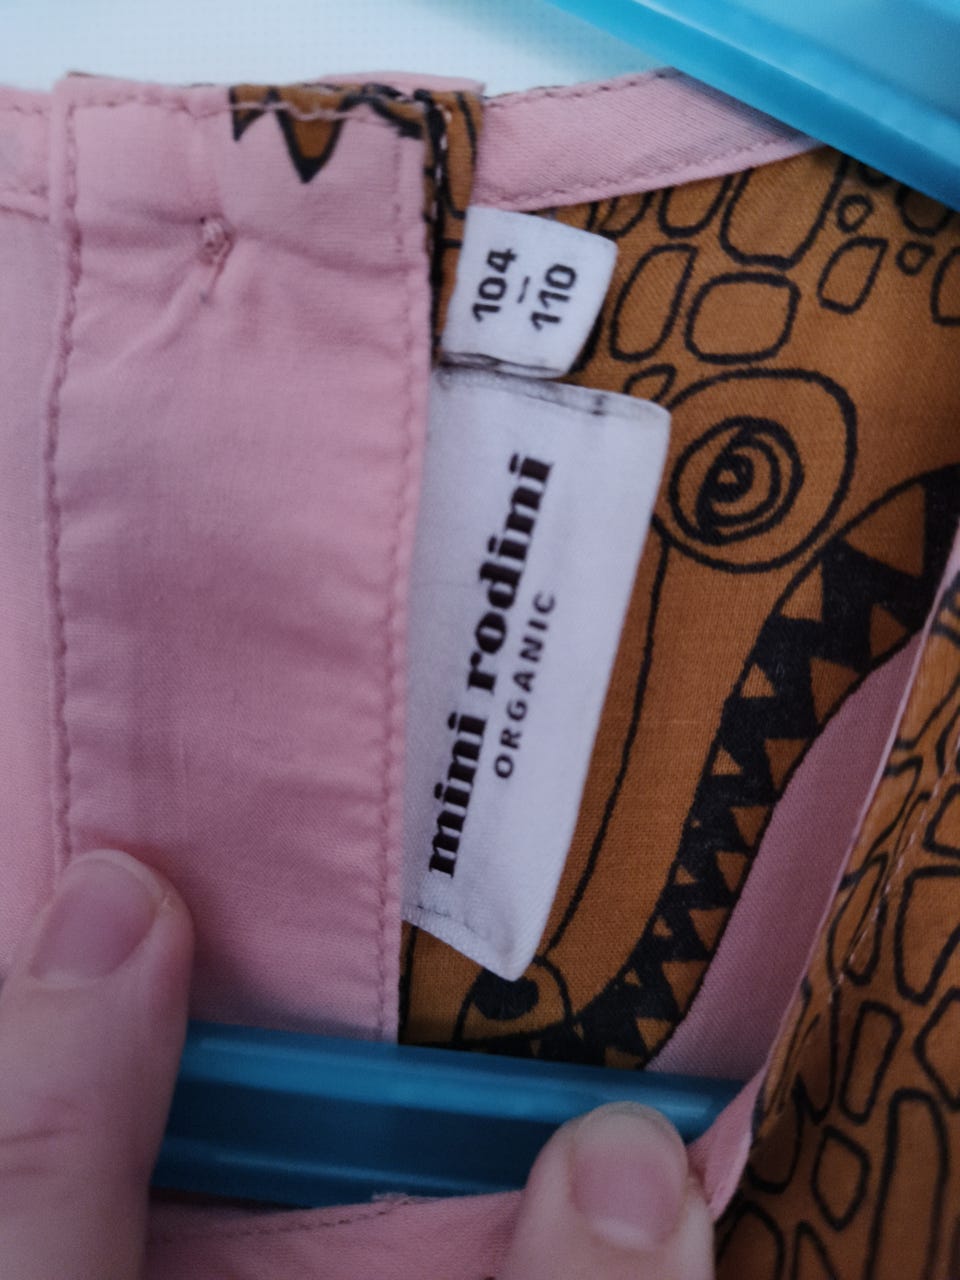 104
–
110
mini rodini
ORGANIC